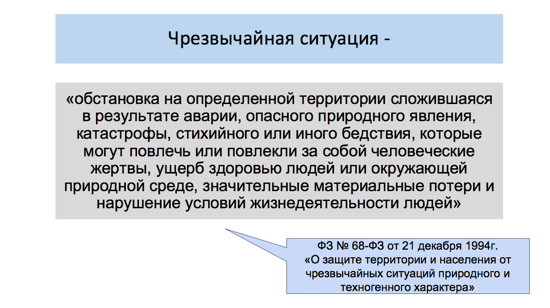 Чрезвычайная ситуация -
«обстановка на определенной территории сложившаяся
в результате аварии, опасного природного явления,
катастрофы, стихийного или иного бедствия, которые
могут повлечь или повлекли за собой человеческие
жертвы, ущерб здоровью людей или окружающей
природной среде, значительные материальные потери и
нарушение условий жизнедеятельности людей»
ФЗ № 68-ФЗ от 21 декабря 1994г.
«О защите территории и населения от
чрезвычайных ситуаций природного и
техногенного характера»